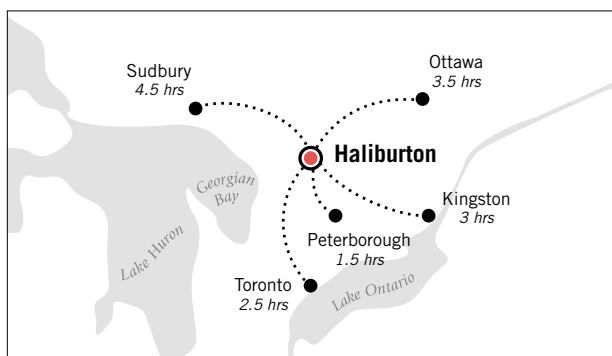 Sudbury
4.5 hrs
Ottawa
3.5 hrs
Haliburton
Georgian
Bay
Kingston
3 hrs
Lake Huron
Peterborough
1.5 hrs
Toronto
2.5 hrs
Lake Ontario